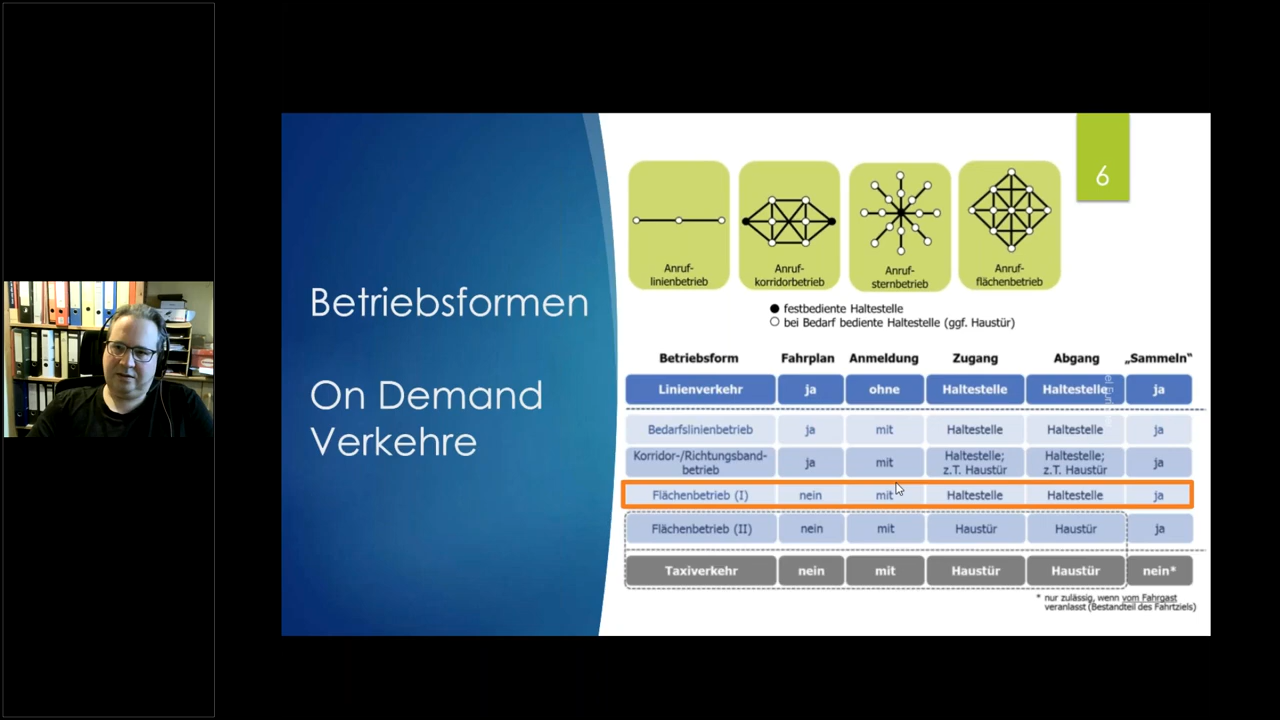 Betriebsformen
On Demand
Verkehre
6
Anruf-
linienbetrieb
Anruf-
korridorbetrieb
Anruf-
sternbetrieb
Anruf-
flächenbetrieb
festbediente Haltestelle
bei Bedarf bediente Haltestelle (ggf. Haustür)
Betriebsform Fahrplan Anmeldung Zugang Abgang „Sammeln“
Linienverkehr ja ohne Haltestelle Haltestelle ja
Bedarfslinienbetrieb ja mit Haltestelle Haltestelle ja
Korridor-/Richtungsband-
betrieb ja mit Haltestelle;
z.T. Haustür Haltestelle;
z.T. Haustür ja
Flächenbetrieb (I) nein mit Haltestelle Haltestelle ja
Flächenbetrieb (II) nein mit Haustür Haustür ja
Taxiverkehr nein mit Haustür Haustür nein*
* nur zulässig, wenn vom Fahrgast
veranlasst (Bestandteil des Fahrtziels)